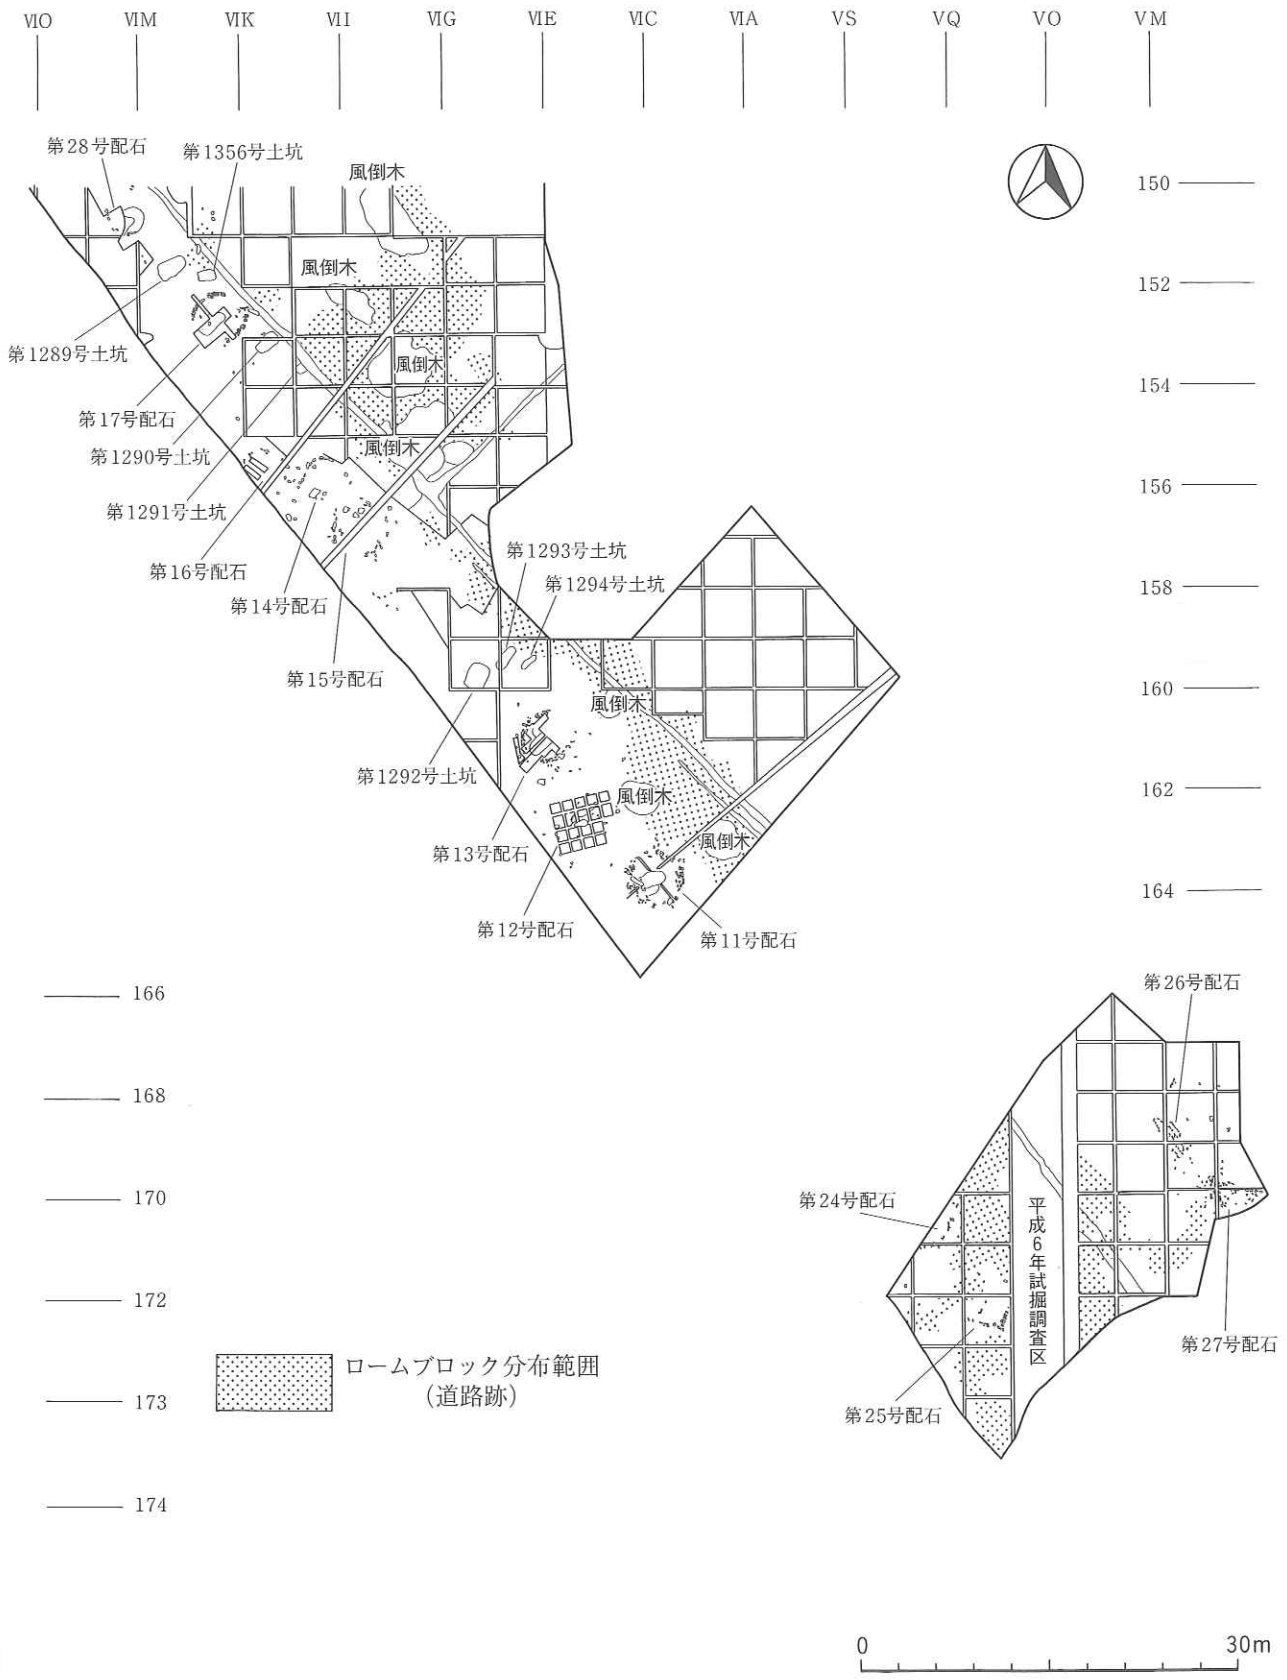 ⅥO ⅥM ⅥK ⅥI ⅥG ⅥE ⅥC ⅥA ⅤS ⅤQ ⅤO ⅤM
第28号配石
第1356号土坑
風倒木
150
風倒木
152
第1289号土坑
風倒木
154
第17号配石
第1290号土坑
風倒木
156
第1291号土坑
第16号配石
第1293号土坑
第1294号土坑
158
第14号配石
第15号配石
160
風倒木
第1292号土坑
162
風倒木
風倒木
第13号配石
164
第12号配石
第11号配石
166
第26号配石
168
170
第24号配石
平成6年試掘調査区
172
第27号配石
ロームブロック分布範囲
(道路跡)
173
第25号配石
174
0 30m